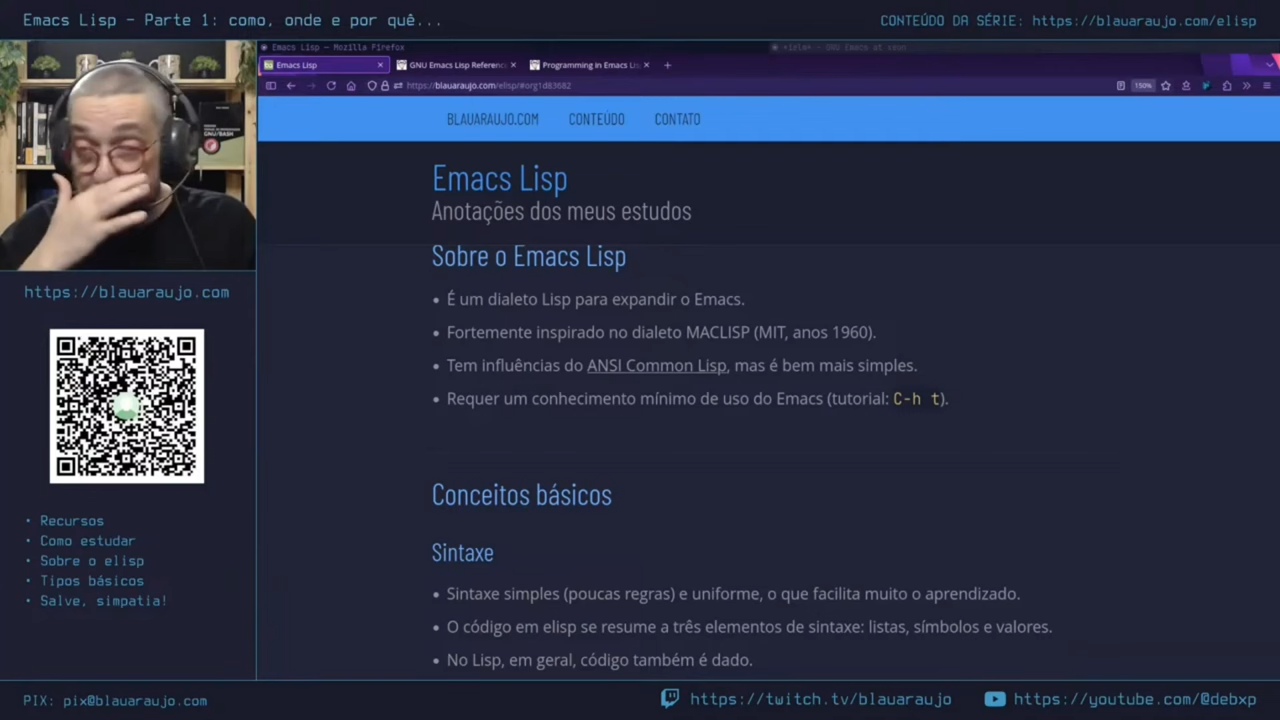 Emacs Lisp - Parte 1: como, onde e por quê...
CONTEÚDO DA SÉRIE: https://blauaraujo.com/elisp
Emacs Lisp — Mozilla Firefox
GNU Emacs at
Emacs Lisp
GNU Emacs Lisp Referenc
Programming in Emacs Lis
https://blauaraujo.com/elisp/#org1d83682
150%
BLAUARAUJO.COM
CONTEÚDO
CONTATO
GNU/BASH
Emacs Lisp
Anotações dos meus estudos
Sobre o Emacs Lisp
• É um dialeto Lisp para expandir o Emacs.
• Fortemente inspirado no dialeto MACLISP (MIT, anos 1960).
• Tem influências do ANSI Common Lisp, mas é bem mais simples.
• Requer um conhecimento mínimo de uso do Emacs (tutorial: C-h t).
Conceitos básicos
Sintaxe
• Sintaxe simples (poucas regras) e uniforme, o que facilita muito o aprendizado.
• O código em elisp se resume a três elementos de sintaxe: listas, símbolos e valores.
• No Lisp, em geral, código também é dado.
https://blauaraujo.com
• Recursos
• Como estudar
• Sobre o elisp
• Tipos básicos
• Salve, simpatia!
PIX: pix@blauaraujo.com
https://twitch.tv/blauaraujo
https://youtube.com/@debxp